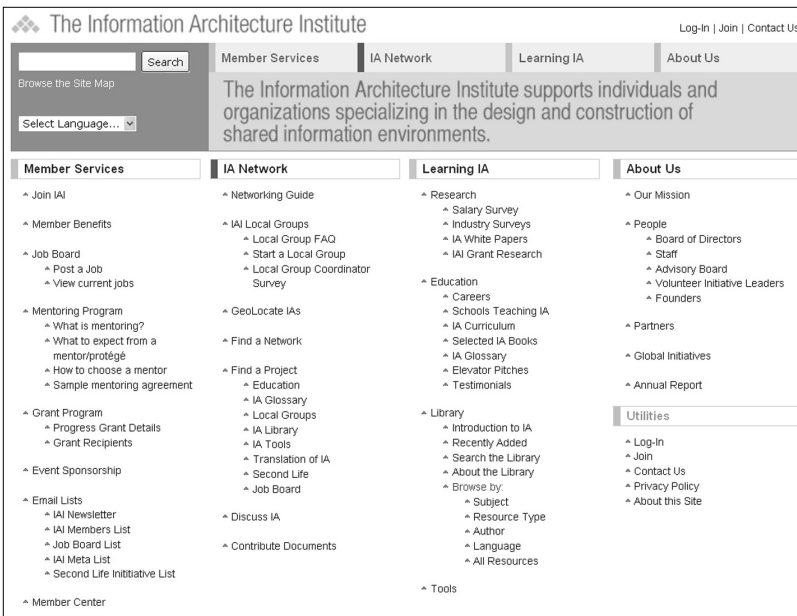 The Information Architecture Institute
Log-In | Join | Contact Us
Search
Browse the Site Map
Select Language...
Member Services
IA Network
Learning IA
About Us
The Information Architecture Institute supports individuals and
organizations specializing in the design and construction of
shared information environments.
Member Services
Join IAI
Member Benefits
Job Board
Post a Job
View current jobs
Mentoring Program
What is mentoring?
What to expect from a
mentor/protégé
How to choose a mentor
Sample mentoring agreement
Grant Program
Progress Grant Details
Grant Recipients
Event Sponsorship
Email Lists
IAI Newsletter
IAI Members List
Job Board List
IAI Meta List
Second Life Inititiative List
Member Center
IA Network
Networking Guide
IAI Local Groups
Local Group FAQ
Start a Local Group
Local Group Coordinator
Survey
GeoLocate IAs
Find a Network
Find a Project
Education
IA Glossary
Local Groups
IA Library
IA Tools
Translation of IA
Second Life
Job Board
Discuss IA
Contribute Documents
Learning IA
Research
Salary Survey
Industry Surveys
IA White Papers
IAI Grant Research
Education
Careers
Schools Teaching IA
IA Curriculum
Selected IA Books
IA Glossary
Elevator Pitches
Testimonials
Library
Introduction to IA
Recently Added
Search the Library
About the Library
Browse by:
Subject
Resource Type
Author
Language
All Resources
Tools
About Us
Our Mission
People
Board of Directors
Staff
Advisory Board
Volunteer Initiative Leaders
Founders
Partners
Global Initiatives
Annual Report
Utilities
Log-In
Join
Contact Us
Privacy Policy
About this Site